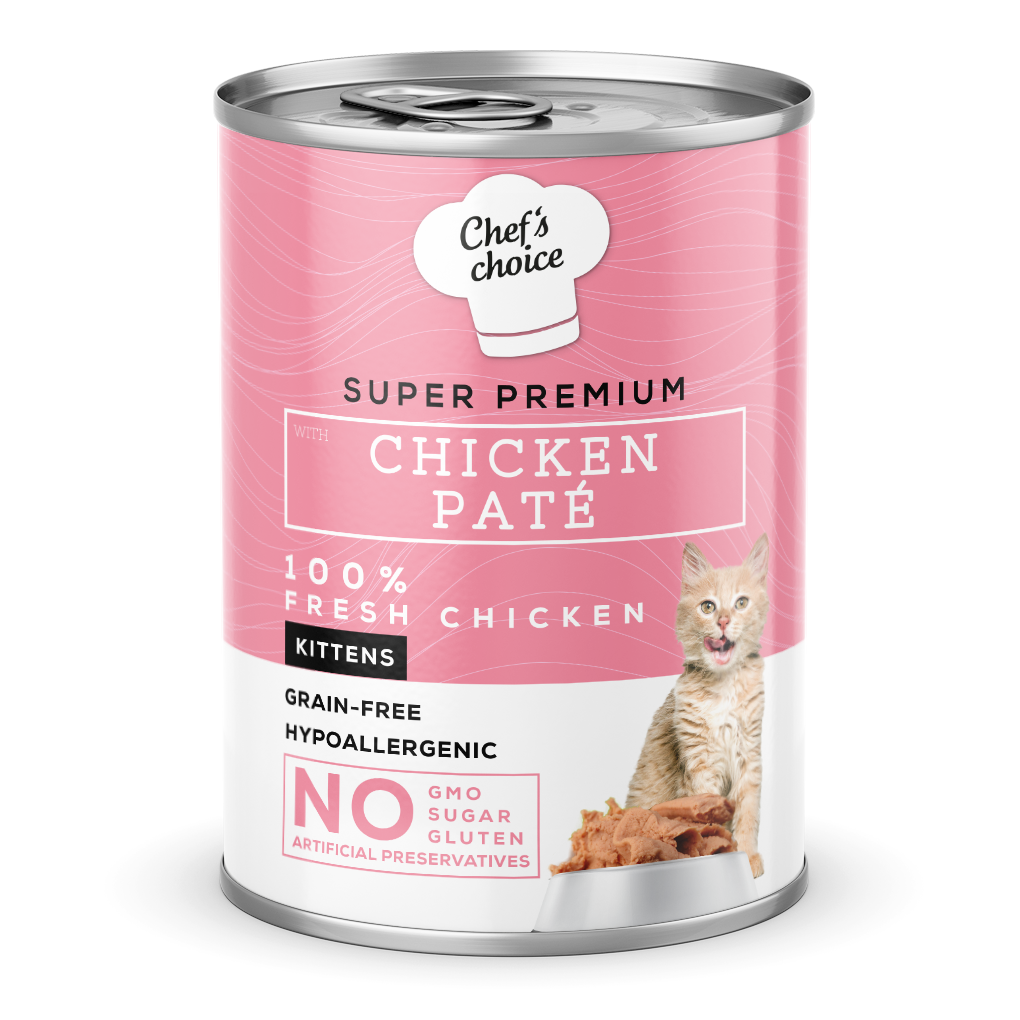 Chef's
choice
SUPER PREMIUM
WITH
CHICKEN
PATÉ
100%
FRESH CHICKEN
KITTENS
GRAIN-FREE
HYPOALLERGENIC
NO
GMO
SUGAR
GLUTEN
ARTIFICIAL PRESERVATIVES